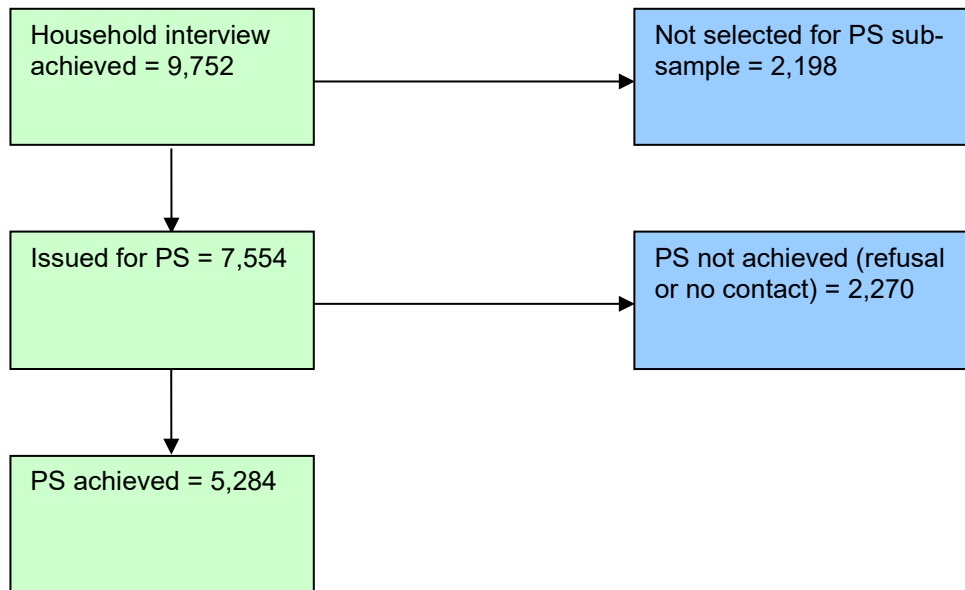 Household interview
achieved = 9,752
Not selected for PS sub-
sample = 2,198
Issued for PS = 7,554
PS not achieved (refusal
or no contact) = 2,270
PS achieved = 5,284